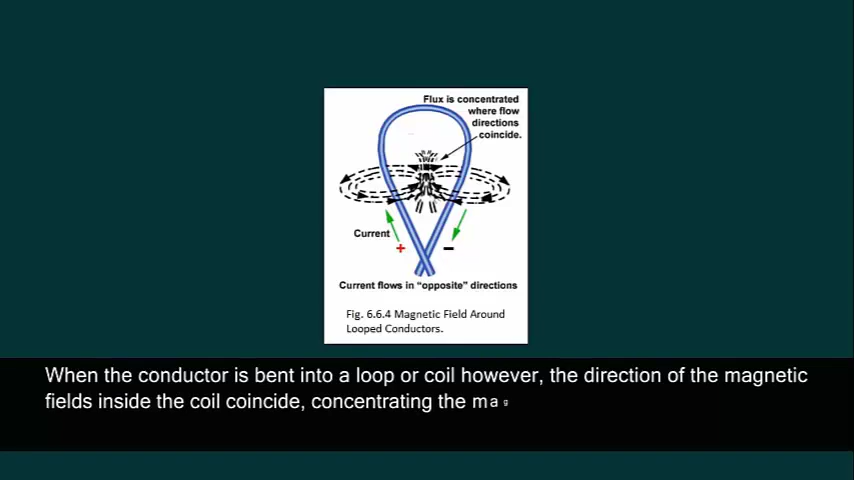 Flux is concentrated
where flow
directions
coincide.
Current
+ −
Current flows in “opposite” directions
Fig. 6.6.4 Magnetic Field Around
Looped Conductors.
When the conductor is bent into a loop or coil however, the direction of the magnetic
fields inside the coil coincide, concentrating the mag